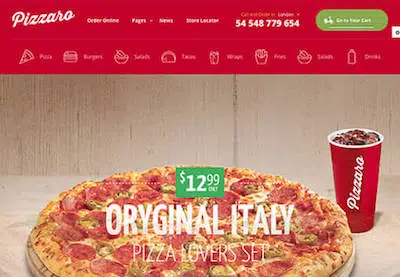 Pizzaro
Order Online
Pages
News
Store Locator
Call and Order in London
54 548 779 654
Go to Your Cart
Pizza
Burgers
Salads
Tacos
Wraps
Fries
Salads
Drinks
$12.99
ORYGINAL ITALY
PIZZA LOVERS SET
Pizzaro